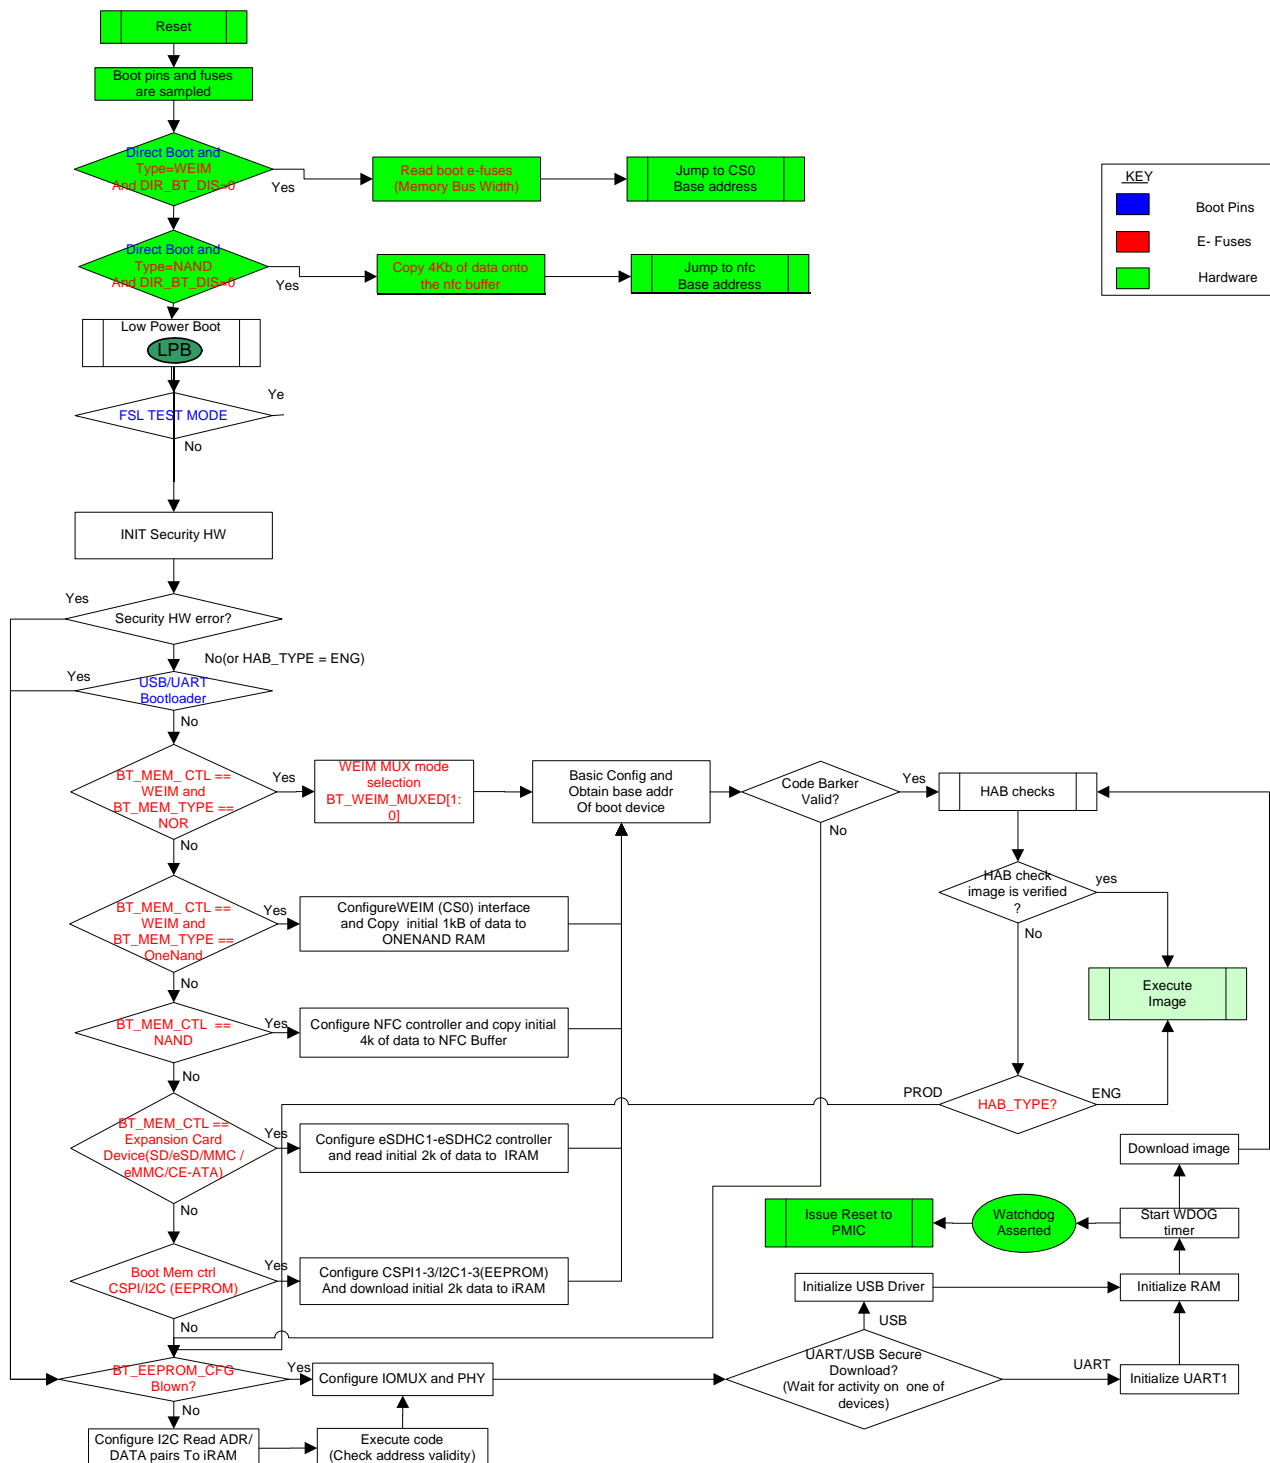 Reset
Boot pins and fuses
are sampled
Direct Boot and
Type=WEIM
And DIR_BT_DIS=0
Yes
Read boot e-fuses
(Memory Bus Width)
Jump to CS0
Base address
KEY
Boot Pins
E- Fuses
Hardware
Direct Boot and
Type=NAND
And DIR_BT_DIS=0
Yes
Copy 4Kb of data onto
the nfc buffer
Jump to nfc
Base address
Low Power Boot
LPB
Ye
FSL TEST MODE
No
INIT Security HW
Yes
Security HW error?
No(or HAB_TYPE = ENG)
Yes
USB/UART
Bootloader
No
BT_MEM_ CTL ==
WEIM and
BT_MEM_TYPE ==
NOR
Yes
WEIM MUX mode
selection
BT_WEIM_MUXED[1:
0]
Basic Config and
Obtain base addr
Of boot device
Code Barker
Valid?
Yes
No
HAB checks
No
BT_MEM_ CTL ==
WEIM and
BT_MEM_TYPE ==
OneNand
Yes
ConfigureWEIM (CS0) interface
and Copy  initial 1kB of data to
ONENAND RAM
HAB check
image is verified
?
yes
No
No
BT_MEM_CTL  ==
NAND
Yes
Configure NFC controller and copy initial
4k of data to NFC Buffer
Execute
Image
No
BT_MEM_CTL ==
Expansion Card
Device(SD/eSD/MMC /
eMMC/CE-ATA)
Yes
Configure eSDHC1-eSDHC2 controller
and read initial 2k of data to  IRAM
PROD
HAB_TYPE?
ENG
Download image
No
Issue Reset to
PMIC
Watchdog
Asserted
Start WDOG
timer
Boot Mem ctrl
CSPI/I2C (EEPROM)
Yes
Configure CSPI1-3/I2C1-3(EEPROM)
And download initial 2k data to iRAM
Initialize USB Driver
Initialize RAM
No
USB
BT_EEPROM_CFG
Blown?
Yes
Configure IOMUX and PHY
UART/USB Secure
Download?
(Wait for activity on  one of
devices)
UART
Initialize UART1
No
Configure I2C Read ADR/
DATA pairs To iRAM
Execute code
(Check address validity)